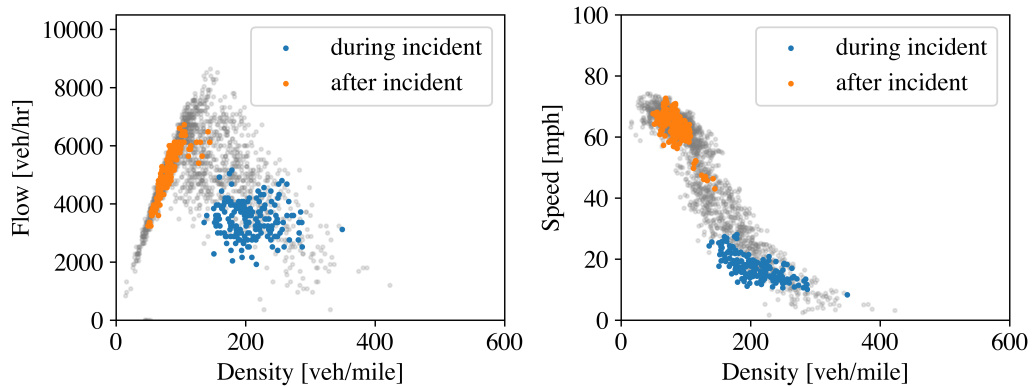 10000
8000
6000
4000
2000
0
0
200
400
600
Flow [veh/hr]
Density [veh/mile]
during incident
after incident
100
80
60
40
20
0
0
200
400
600
Speed [mph]
Density [veh/mile]
during incident
after incident